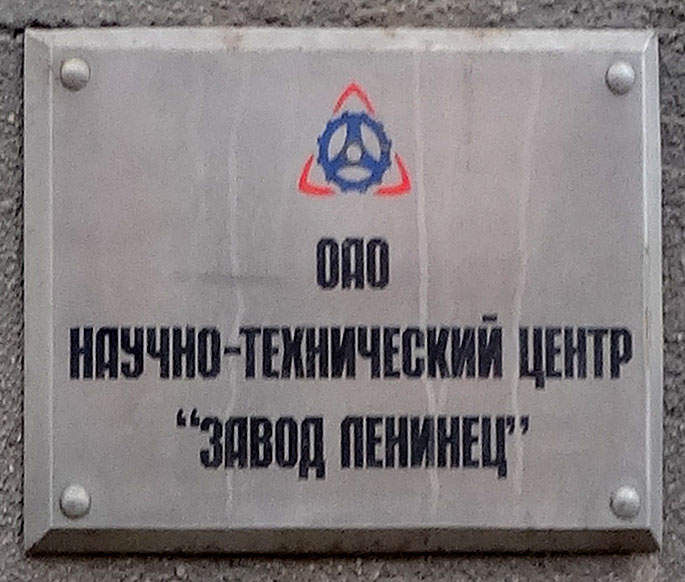 ОАО
НАУЧНО-ТЕХНИЧЕСКИЙ ЦЕНТР
“ЗАВОД ЛЕНИНЕЦ”